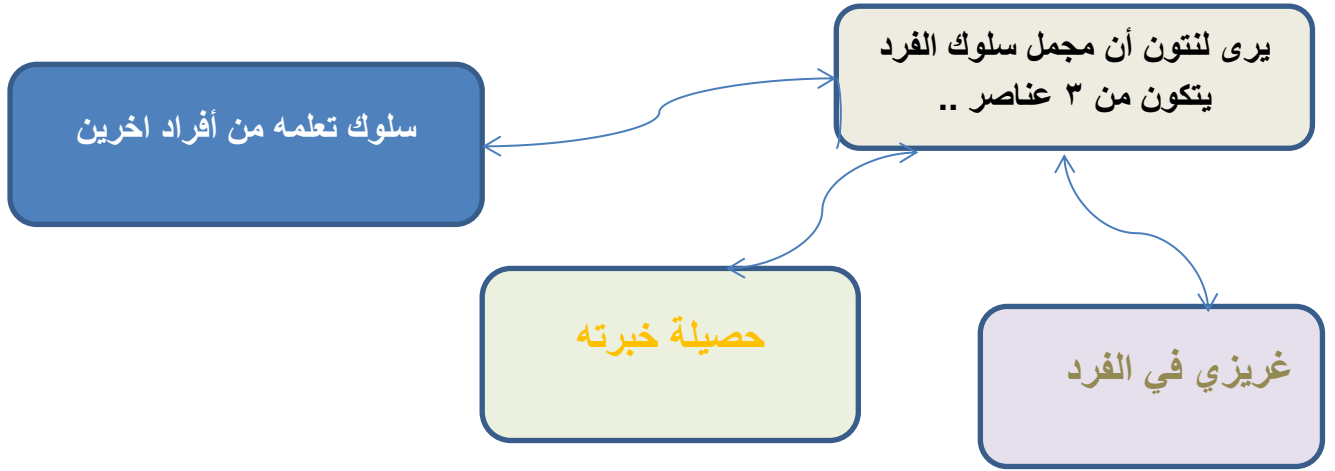 يرى لنتون أن مجمل سلوك الفرد
يتكون من ٣ عناصر ..
سلوك تعلمه من أفراد اخرين
حصيلة خبرته
غريزي في الفرد